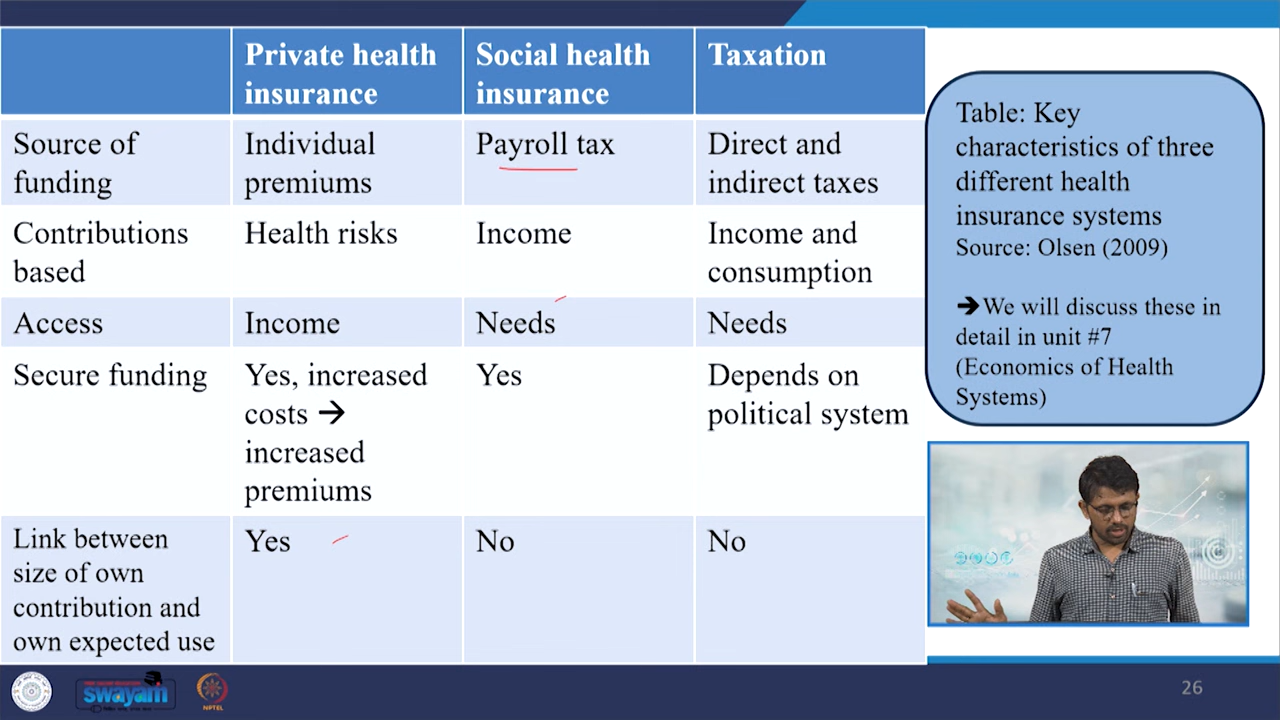 Private health
insurance
Social health
insurance
Taxation
Source of
funding
Individual
premiums
Payroll tax
Direct and
indirect taxes
Contributions
based
Health risks
Income
Income and
consumption
Access
Income
Needs
Needs
Secure funding
Yes, increased
costs →
increased
premiums
Yes
Depends on
political system
Link between
size of own
contribution and
own expected use
Yes
No
No
Table: Key
characteristics of three
different health
insurance systems
Source: Olsen (2009)
→ We will discuss these in
detail in unit #7
(Economics of Health
Systems)
swayam
NPTEL
26